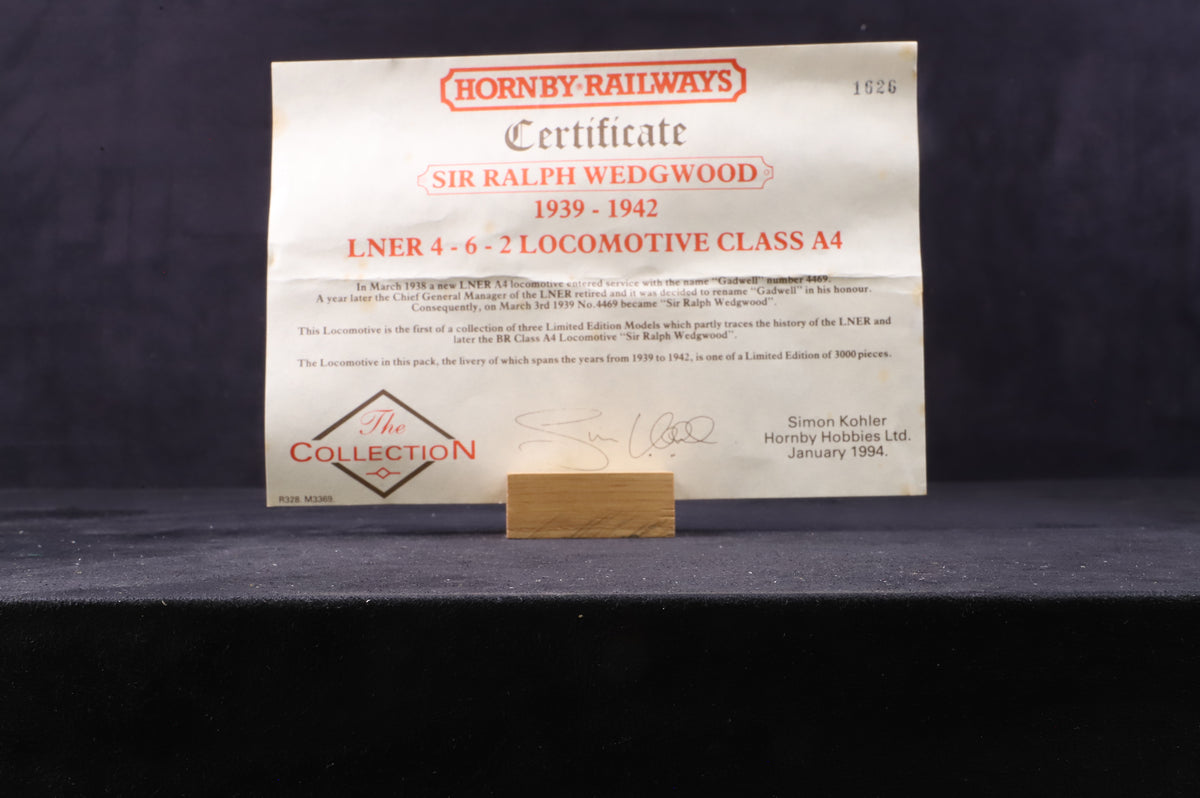 HORNBY RAILWAYS
1626
Certificate
SIR RALPH WEDGWOOD
1939 - 1942
LNER 4 - 6 - 2 LOCOMOTIVE CLASS A4
In March 1938 a new LNER A4 locomotive entered service with the name "Gadwell" number 4469.
A year later the Chief General Manager of the LNER retired and it was decided to rename "Gadwell" in his honour.
Consequently, on March 3rd 1939 No.4469 became "Sir Ralph Wedgwood".
This Locomotive is the first of a collection of three Limited Edition Models which partly traces the history of the LNER and
later the BR Class A4 Locomotive "Sir Ralph Wedgwood".
The Locomotive in this pack, the livery of which spans the years from 1939 to 1942, is one of a Limited Edition of 3000 pieces.
The
COLLECTION
Simon Kohler
Hornby Hobbies Ltd.
January 1994.
R328. M3369.